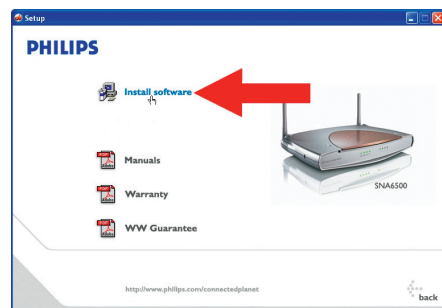 Setup
PHILIPS
Install software
Manuals
Warranty
WW Guarantee
SNA6500
http://www.philips.com/connectedplanet
back